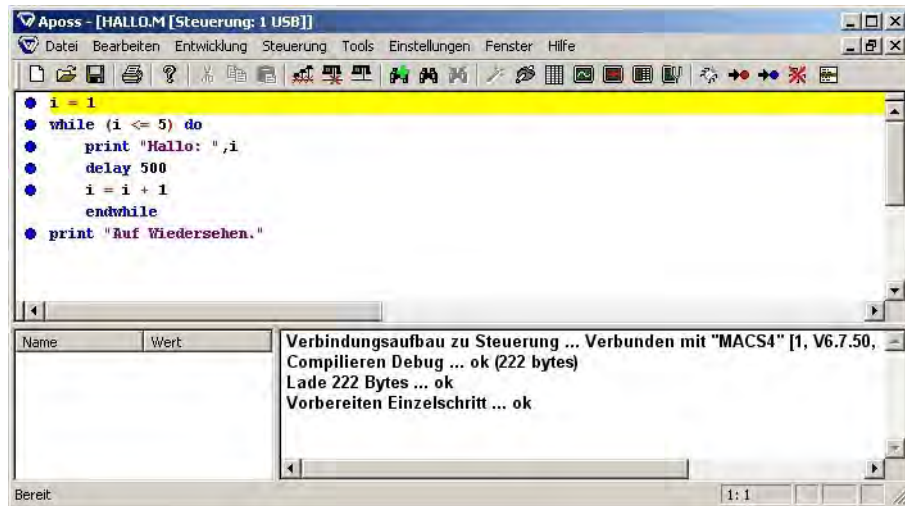 Aposs - [HALLO.M [Steuerung: 1 USB]]
Datei Bearbeiten Entwicklung Steuerung Tools Einstellungen Fenster Hilfe
i = 1
while (i <= 5) do
print "Hallo: ",i
delay 500
i = i + 1
endwhile
print "Auf Wiedersehen."
Name Wert
Verbindungsaufbau zu Steuerung ... Verbunden mit "MACS4" [1, V6.7.50,
Compilieren Debug ... ok (222 bytes)
Lade 222 Bytes ... ok
Vorbereiten Einzelschritt ... ok
Bereit
1: 1